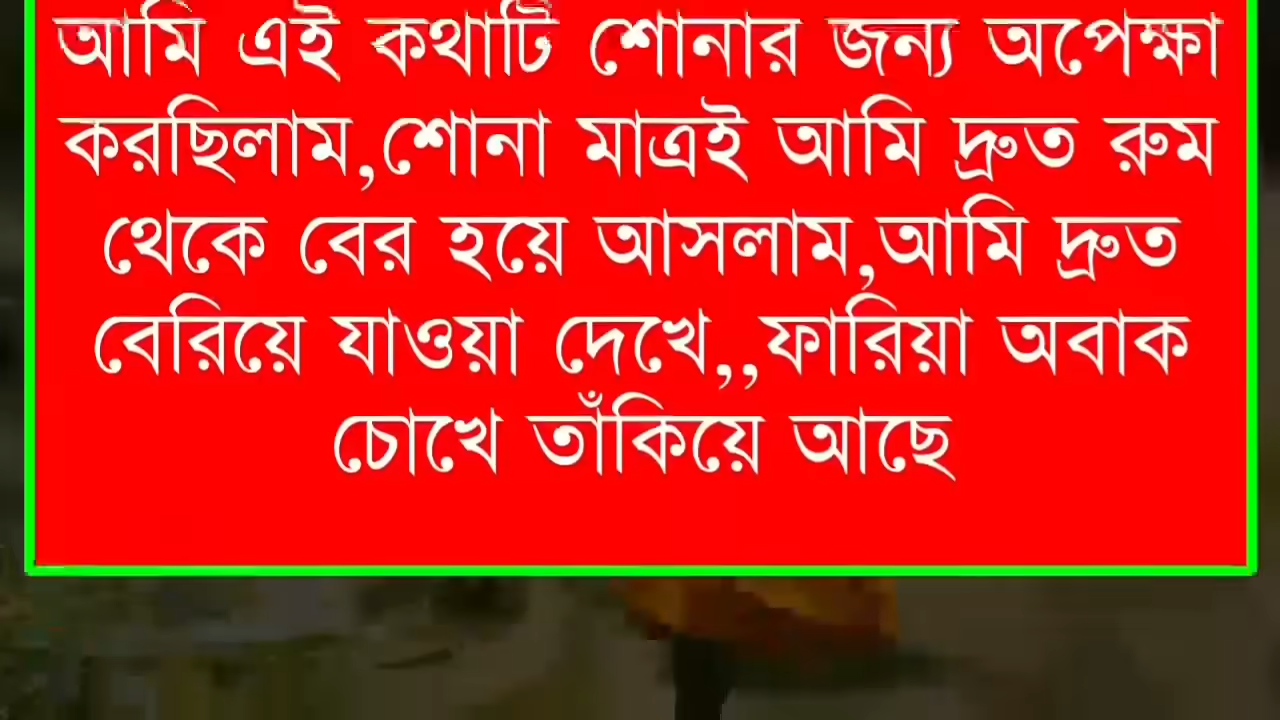 আমি এই কথাটি শোনার জন্য অপেক্ষা
করছিলাম,শোনা মাত্রই আমি দ্রুত রুম
থেকে বের হয়ে আসলাম,আমি দ্রুত
বেরিয়ে যাওয়া দেখে,,ফারিয়া অবাক
চোখে তাঁকিয়ে আছে